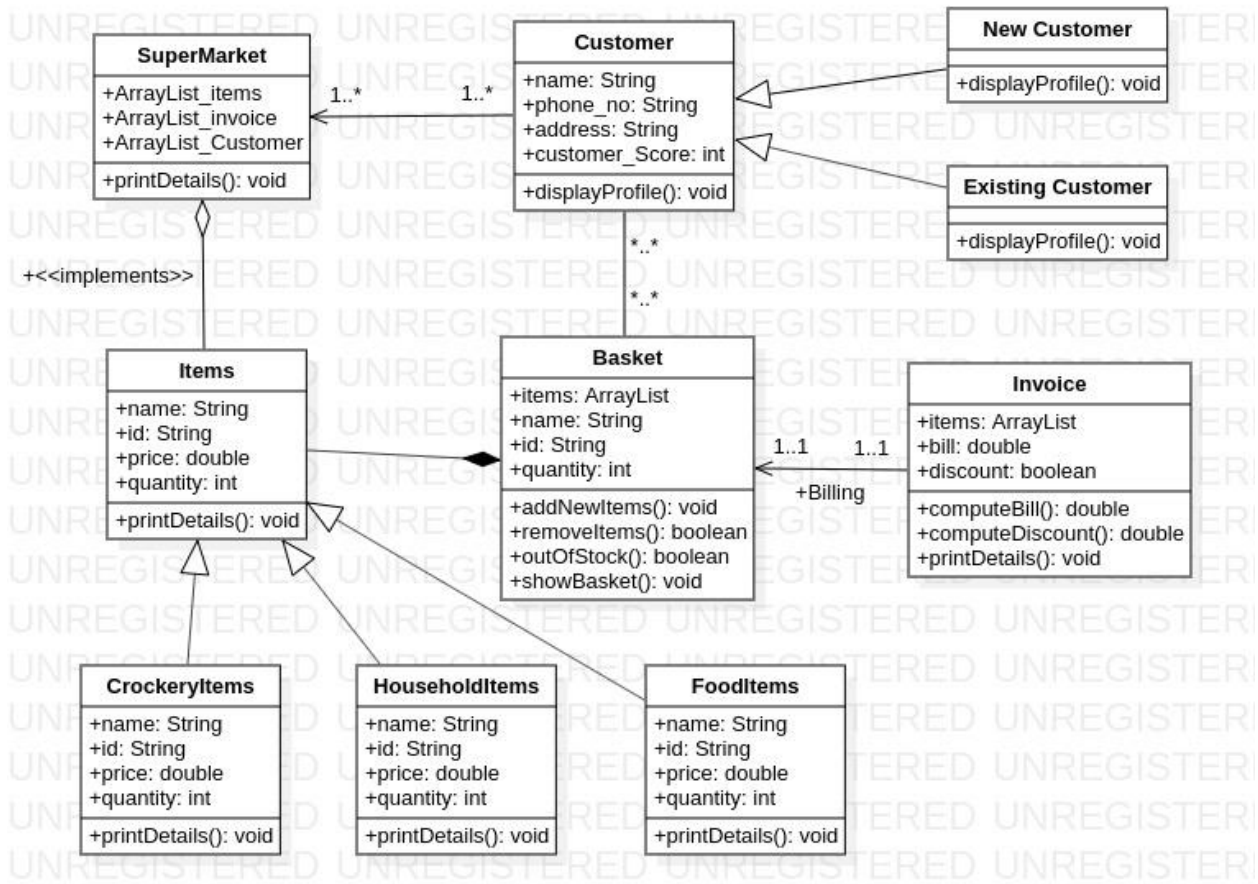 SuperMarket
+ArrayList_items
+ArrayList_invoice
+ArrayList_Customer
+printDetails(): void
1..*
1..*
Customer
+name: String
+phone_no: String
+address: String
+customer_Score: int
+displayProfile(): void
New Customer
+displayProfile(): void
Existing Customer
+displayProfile(): void
+<<implements>>
*..*
*..*
Items
+name: String
+id: String
+price: double
+quantity: int
+printDetails(): void
Basket
+items: ArrayList
+name: String
+id: String
+quantity: int
+addNewItems(): void
+removeItems(): boolean
+outOfStock(): boolean
+showBasket(): void
1..1
1..1
+Billing
Invoice
+items: ArrayList
+bill: double
+discount: boolean
+computeBill(): double
+computeDiscount(): double
+printDetails(): void
CrockeryItems
+name: String
+id: String
+price: double
+quantity: int
+printDetails(): void
HouseholdItems
+name: String
+id: String
+price: double
+quantity: int
+printDetails(): void
FoodItems
+name: String
+id: String
+price: double
+quantity: int
+printDetails(): void
UNREGISTERED